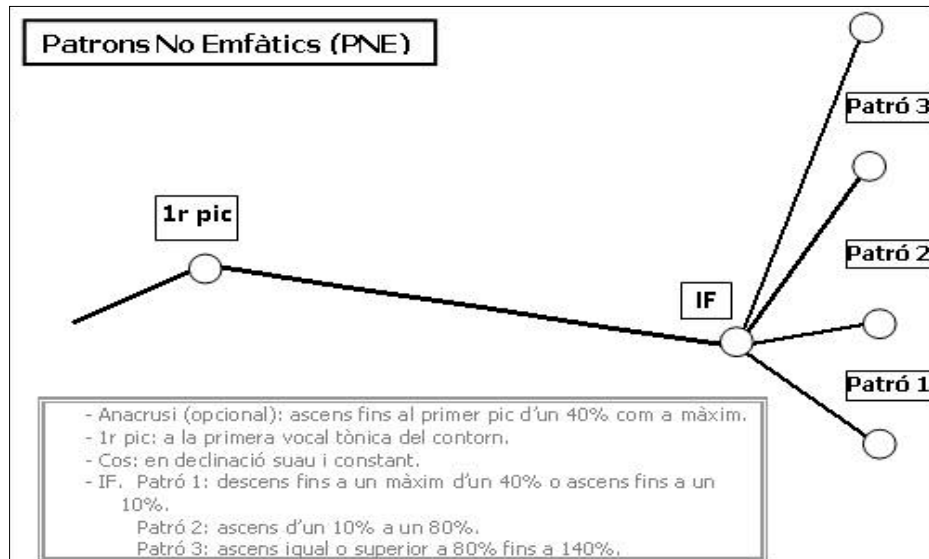 Patrons No Emfàtics (PNE)
Patró 3
1r pic
Patró 2
IF
Patró 1
- Anacrusi (opcional): ascens fins al primer pic d'un 40% com a màxim.
- 1r pic: a la primera vocal tònica del contorn.
- Cos: en declinació suau i constant.
- IF. Patró 1: descens fins a un màxim d'un 40% o ascens fins a un
10%.
Patró 2: ascens d'un 10% a un 80%.
Patró 3: ascens igual o superior a 80% fins a 140%.